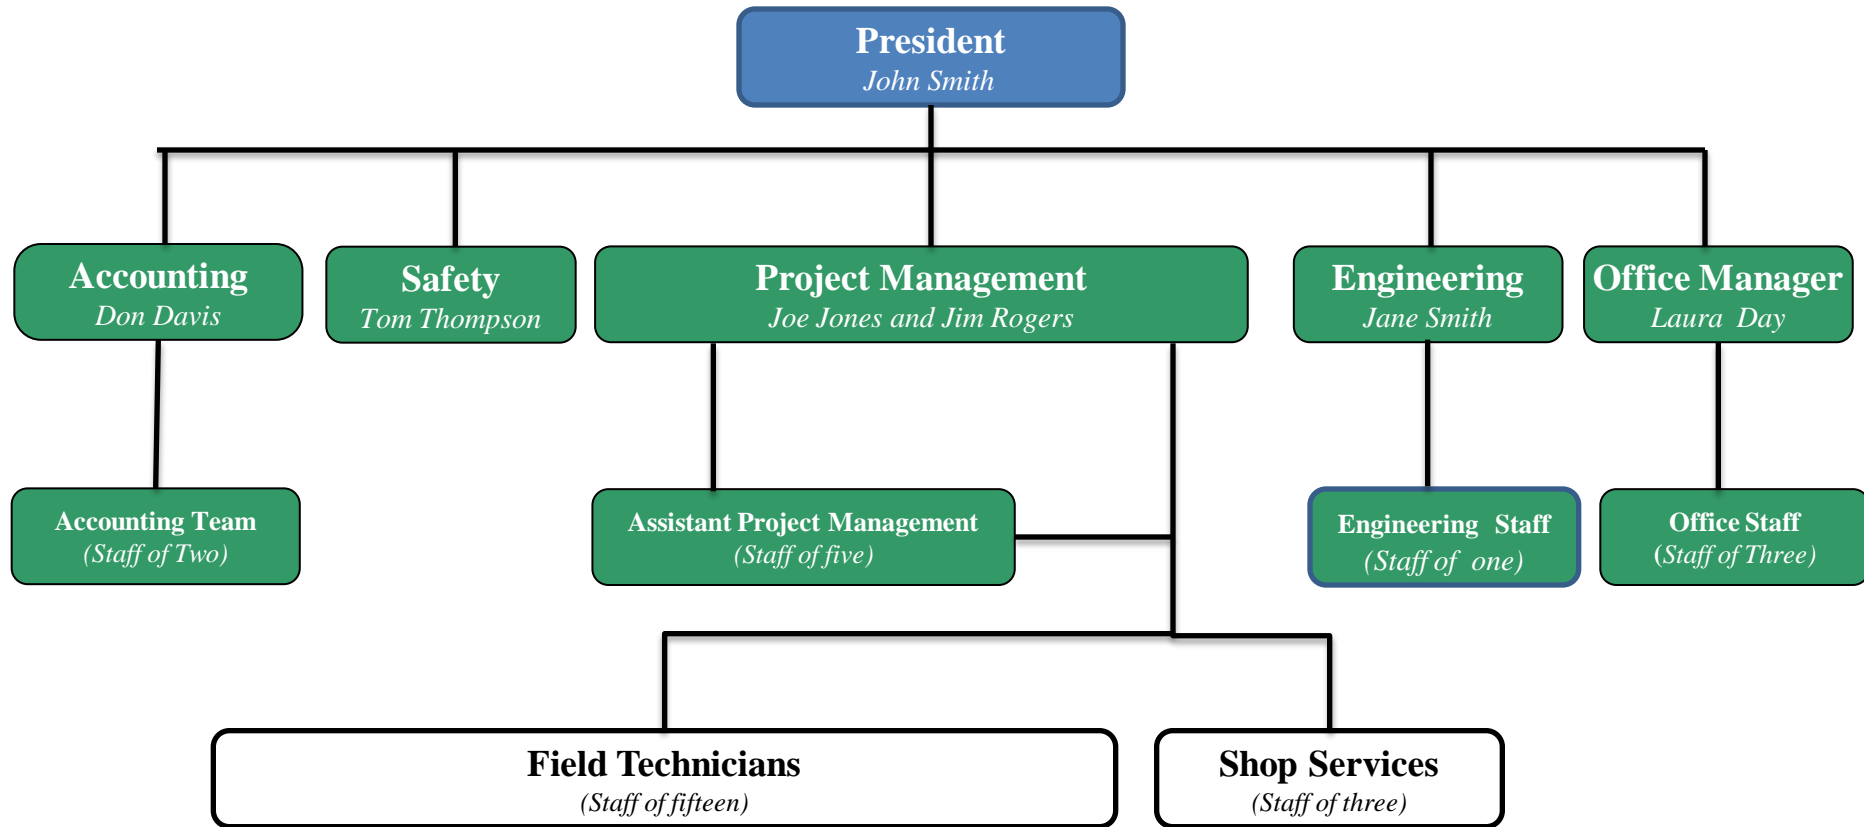 President
John Smith
Accounting
Don Davis
Safety
Tom Thompson
Project Management
Joe Jones and Jim Rogers
Engineering
Jane Smith
Office Manager
Laura Day
Accounting Team
(Staff of Two)
Assistant Project Management
(Staff of five)
Engineering Staff
(Staff of one)
Office Staff
(Staff of Three)
Field Technicians
(Staff of fifteen)
Shop Services
(Staff of three)